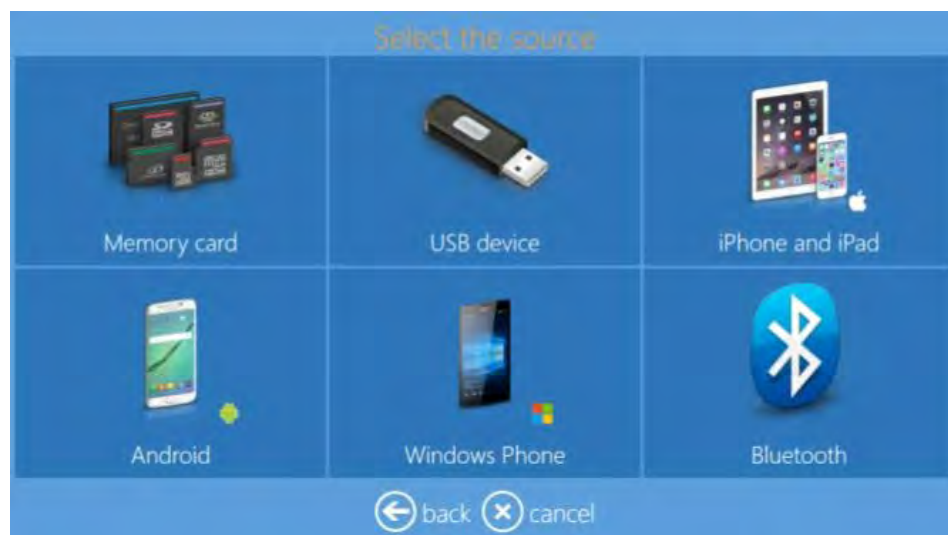 Select the source
Memory card
USB device
iPhone and iPad
Android
Windows Phone
Bluetooth
back
cancel